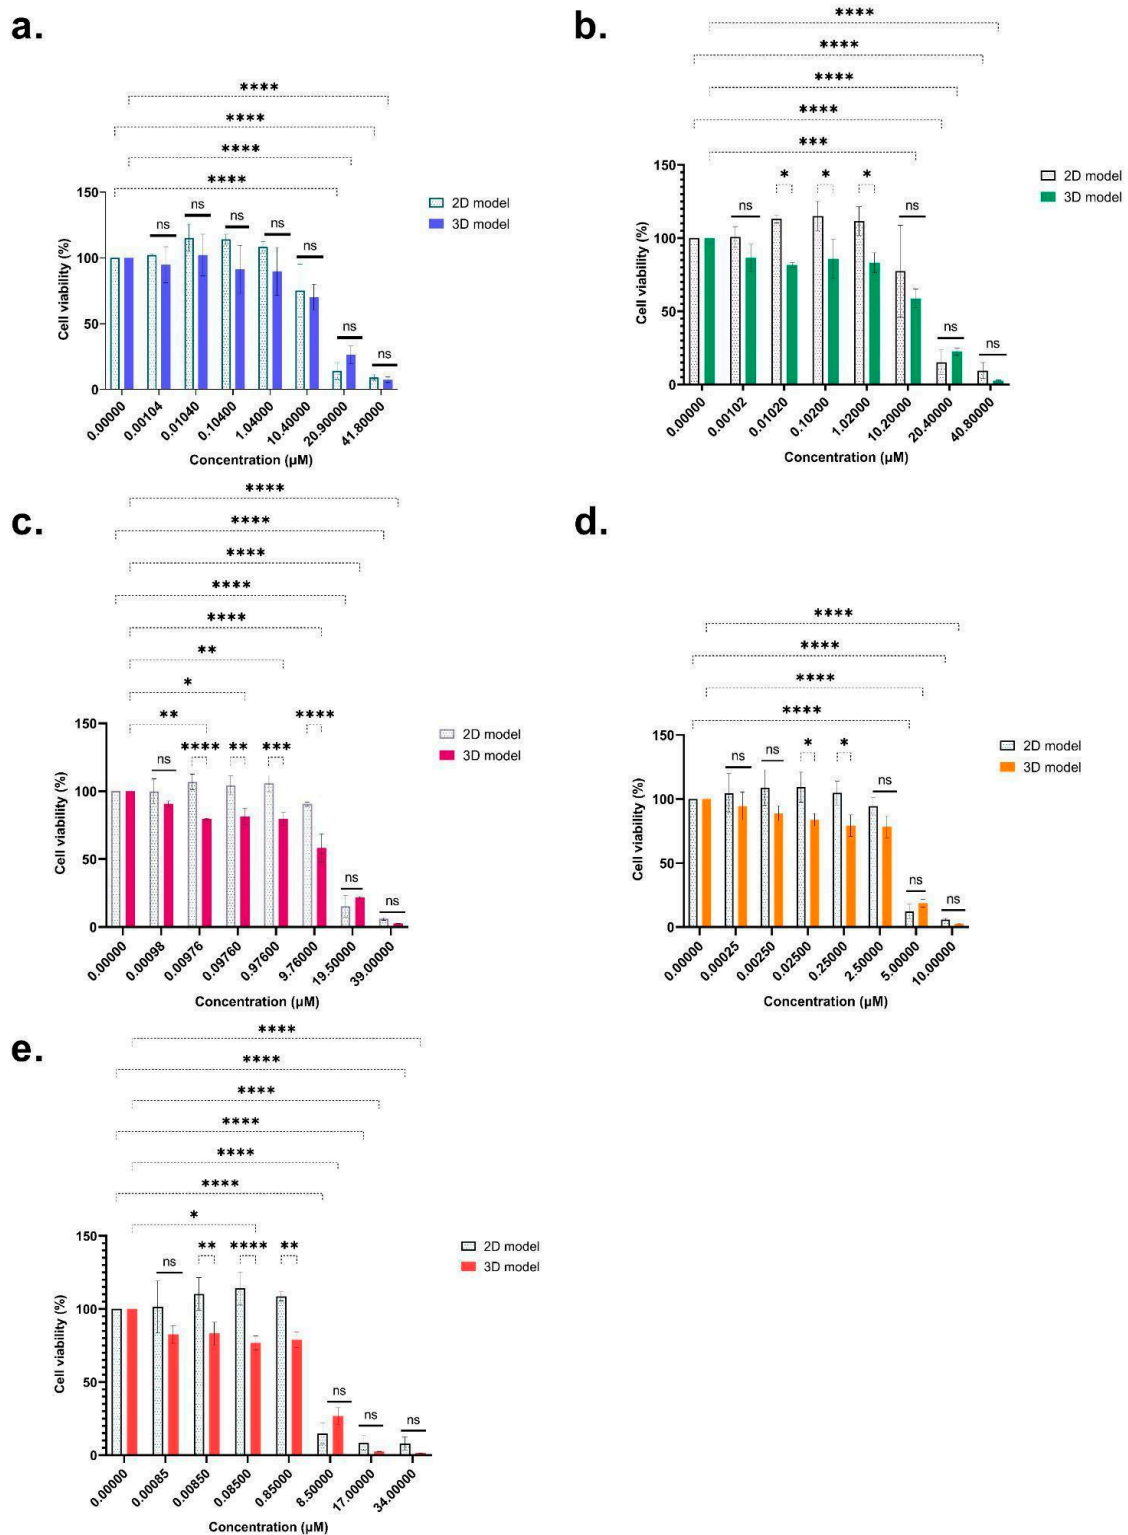 a.
****
****
****
****
150
100
50
0
Cell viability (%)
ns
ns
ns
ns
ns
ns
ns
2D model
3D model
0.00000
0.00104
0.01040
0.10400
1.04000
10.40000
20.90000
41.80000
Concentration (µM)
b.
****
****
****
****
***
150
100
50
0
Cell viability (%)
ns
*
*
*
ns
ns
ns
2D model
3D model
0.00000
0.00102
0.01020
0.10200
1.02000
10.20000
20.40000
40.80000
Concentration (µM)
c.
****
****
****
****
****
**
*
**
150
100
50
0
Cell viability (%)
ns
****
**
***
****
ns
ns
2D model
3D model
0.00000
0.00098
0.00976
0.09760
0.97600
9.76000
19.50000
39.00000
Concentration (µM)
d.
****
****
****
****
150
100
50
0
Cell viability (%)
ns
ns
*
*
ns
ns
ns
2D model
3D model
0.00000
0.00025
0.00250
0.02500
0.25000
2.50000
5.00000
10.00000
Concentration (µM)
e.
****
****
****
****
****
****
*
150
100
50
0
Cell viability (%)
ns
**
****
**
ns
ns
ns
2D model
3D model
0.00000
0.00085
0.00850
0.08500
0.85000
8.50000
17.00000
34.00000
Concentration (µM)